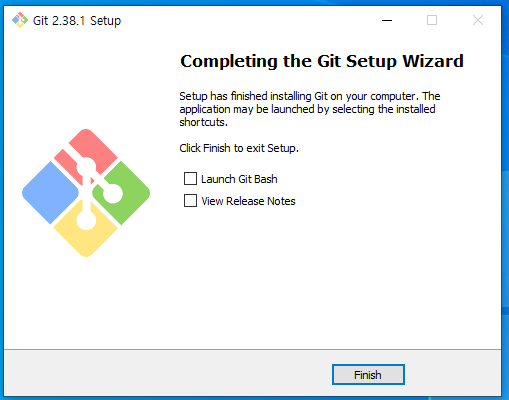 Git 2.38.1 Setup
Completing the Git Setup Wizard
Setup has finished installing Git on your computer. The
application may be launched by selecting the installed
shortcuts.
Click Finish to exit Setup.
Launch Git Bash
View Release Notes
Finish